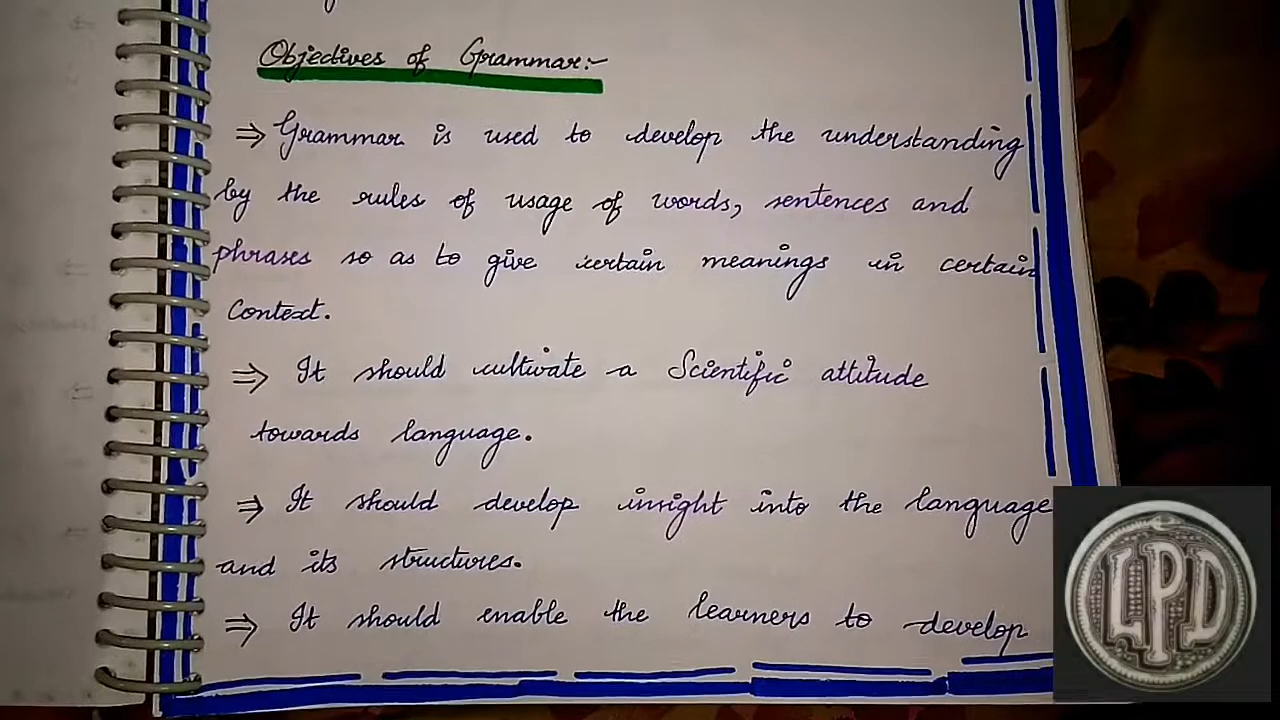 Objectives of Grammar:-
⇒ Grammar is used to develop the understanding
by the rules of usage of words, sentences and
phrases so as to give certain meanings in certain
Context.
⇒ It should cultivate a Scientific attitude
towards language.
⇒ It should develop insight into the language
and its structures.
⇒ It should enable the learners to develop
LPD